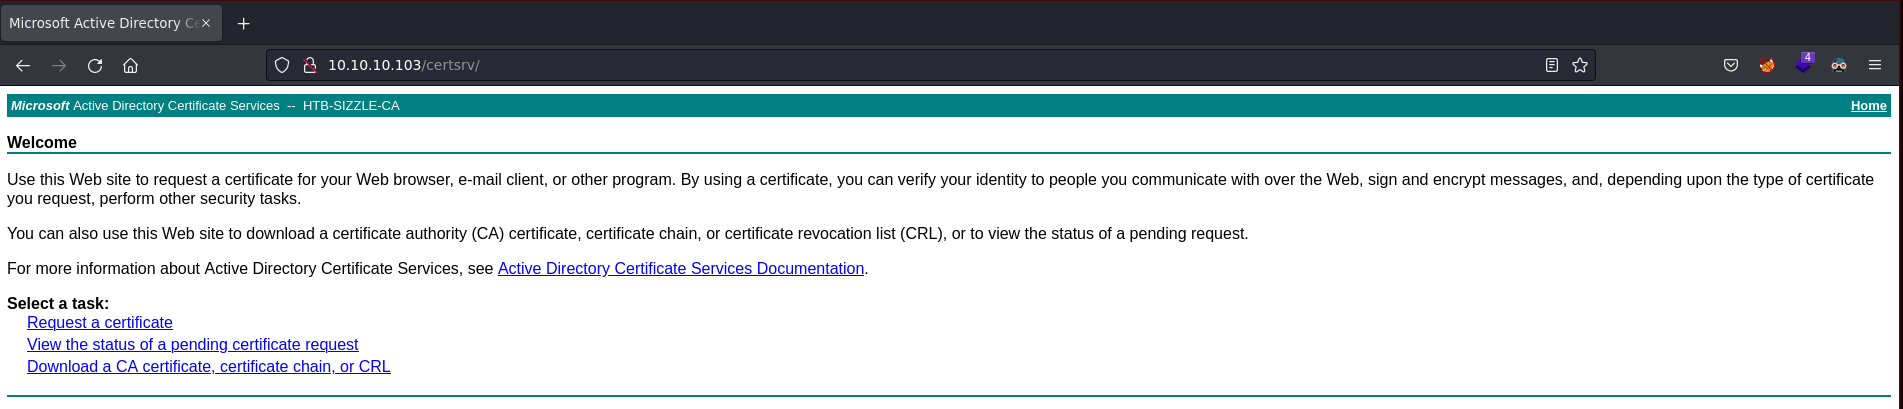 Microsoft Active Directory Ce
10.10.10.103/certsrv/
4
Microsoft Active Directory Certificate Services -- HTB-SIZZLE-CA
Home
Welcome
Use this Web site to request a certificate for your Web browser, e-mail client, or other program. By using a certificate, you can verify your identity to people you communicate with over the Web, sign and encrypt messages, and, depending upon the type of certificate
you request, perform other security tasks.
You can also use this Web site to download a certificate authority (CA) certificate, certificate chain, or certificate revocation list (CRL), or to view the status of a pending request.
For more information about Active Directory Certificate Services, see Active Directory Certificate Services Documentation.
Select a task:
Request a certificate
View the status of a pending certificate request
Download a CA certificate, certificate chain, or CRL